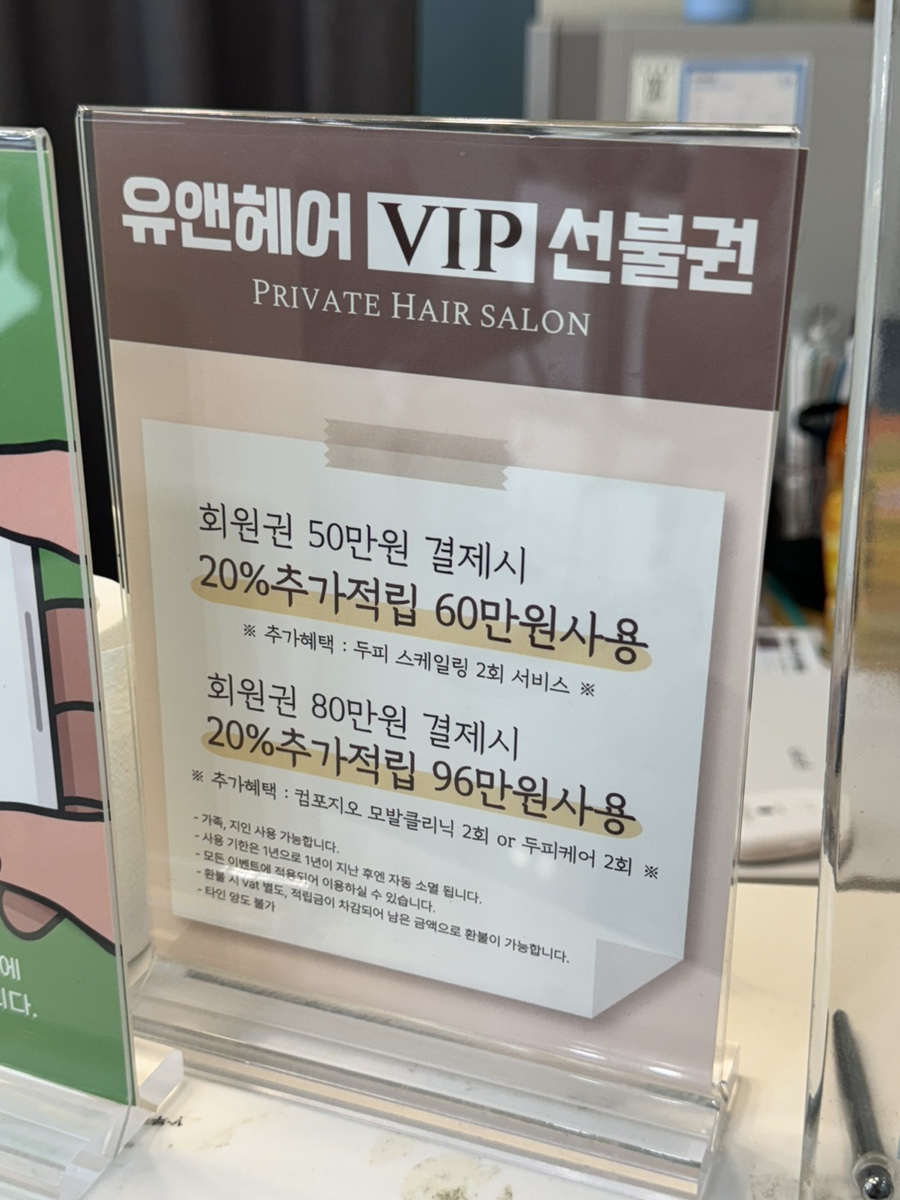 유앤헤어 VIP 선불권
PRIVATE HAIR SALON
회원권 50만원 결제시
20%추가적립 60만원사용
※ 추가혜택 : 두피 스케일링 2회 서비스 ※
회원권 80만원 결제시
20%추가적립 96만원사용
※ 추가혜택 : 컴포지오 모발클리닉 2회 or 두피케어 2회 ※
- 가족, 지인 사용 가능합니다.
- 사용 기한은 1년으로 1년이 지난 후엔 자동 소멸 됩니다.
- 모든 이벤트에 적용되어 이용하실 수 있습니다.
- 환불 시 vat 별도, 적립금이 차감되어 남은 금액으로 환불이 가능합니다.
- 타인 양도 불가
에
니다.